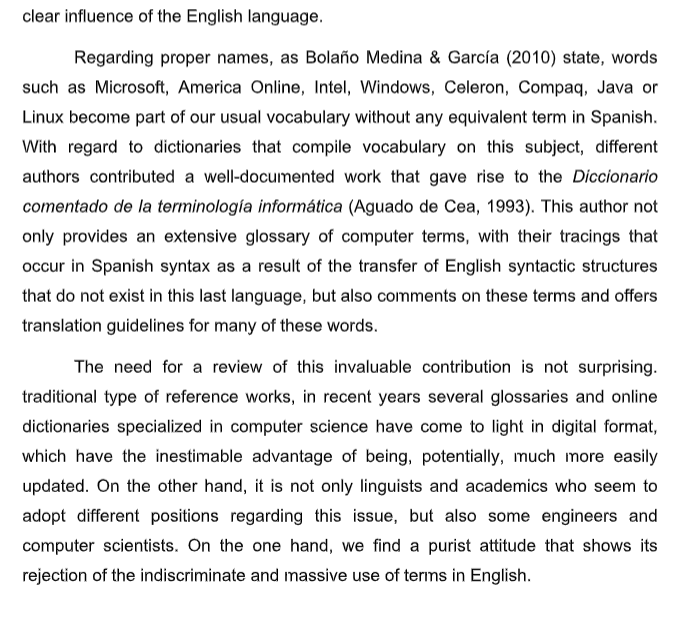 clear influence of the English language.
Regarding proper names, as Bolaño Medina & García (2010) state, words
such as Microsoft, America Online, Intel, Windows, Celeron, Compaq, Java or
Linux become part of our usual vocabulary without any equivalent term in Spanish.
With regard to dictionaries that compile vocabulary on this subject, different
authors contributed a well-documented work that gave rise to the Diccionario
comentado de la terminología informática (Aguado de Cea, 1993). This author not
only provides an extensive glossary of computer terms, with their tracings that
occur in Spanish syntax as a result of the transfer of English syntactic structures
that do not exist in this last language, but also comments on these terms and offers
translation guidelines for many of these words.
The need for a review of this invaluable contribution is not surprising.
traditional type of reference works, in recent years several glossaries and online
dictionaries specialized in computer science have come to light in digital format,
which have the inestimable advantage of being, potentially, much more easily
updated. On the other hand, it is not only linguists and academics who seem to
adopt different positions regarding this issue, but also some engineers and
computer scientists. On the one hand, we find a purist attitude that shows its
rejection of the indiscriminate and massive use of terms in English.